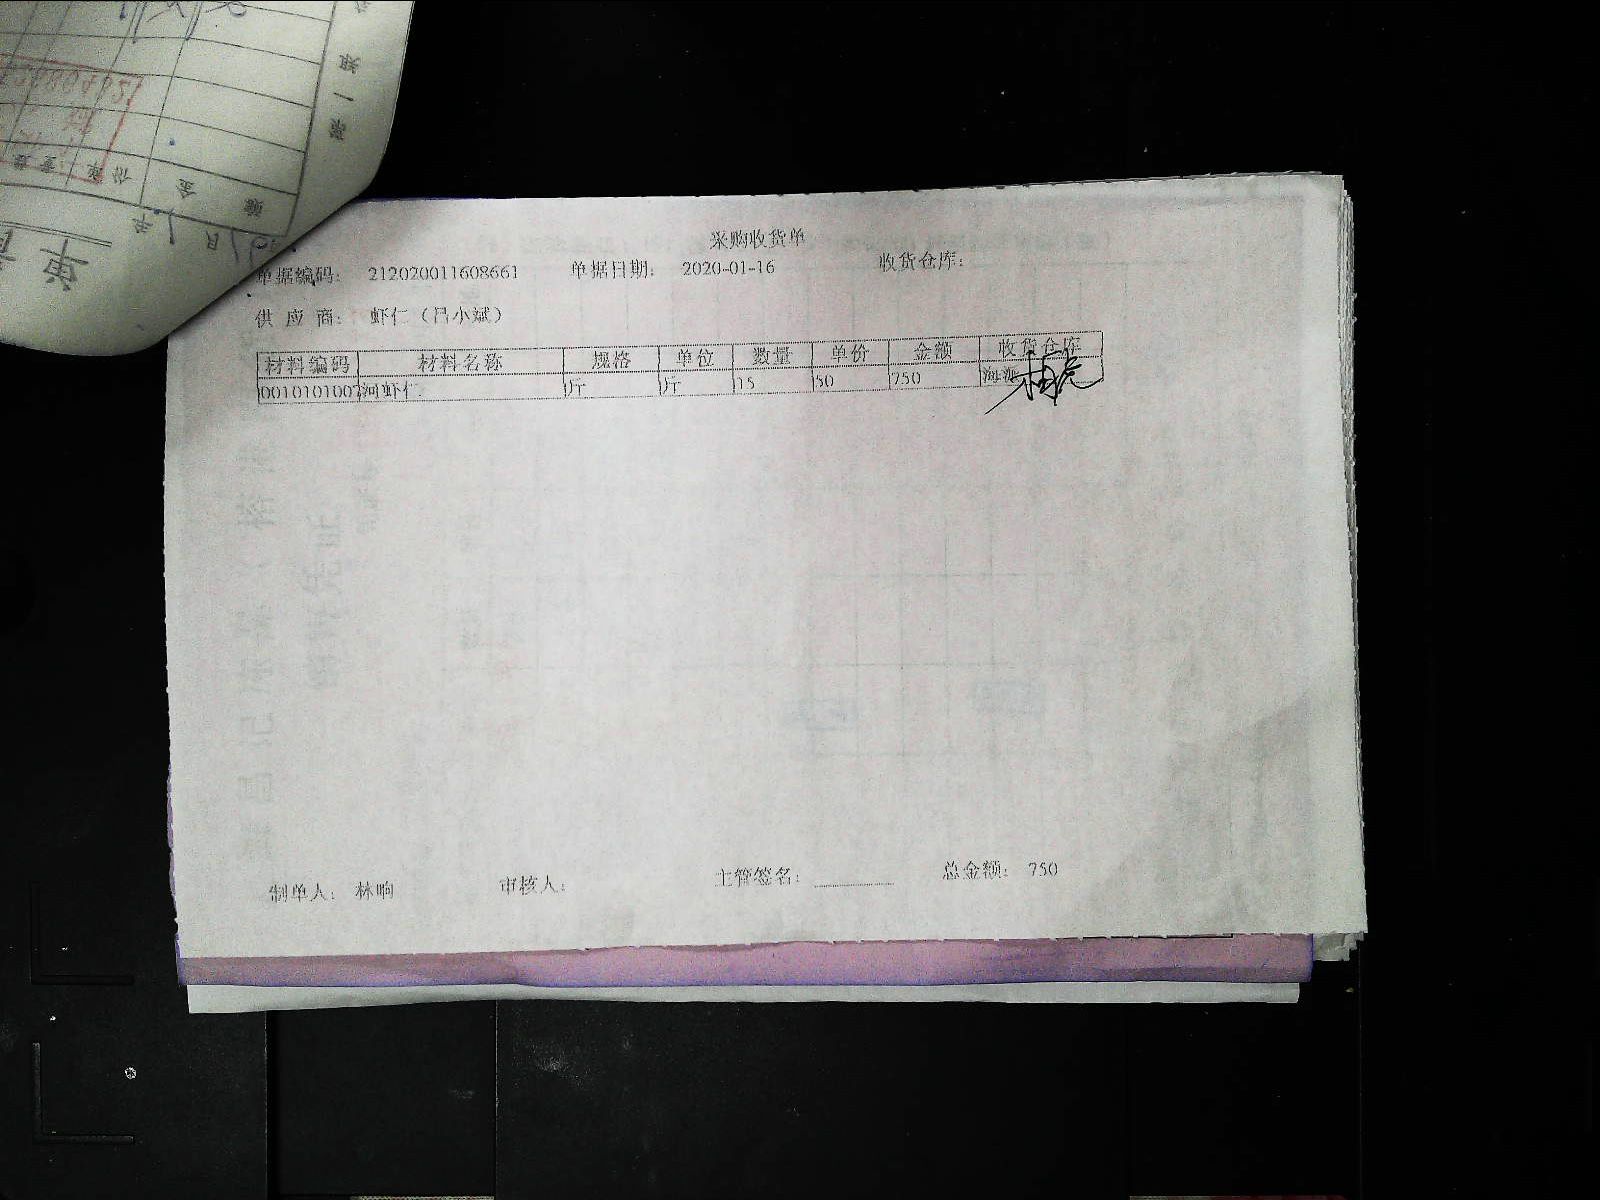 采购收货单
单据编码: 212020011608661 单据日期: 2020-01-16 收货仓库:
供应商: 虾仁（吕小斌）
材料编码 材料名称 规格 单位 数量 单价 金额 收货仓库
0010101007 河虾仁 斤 斤 15 50 750
制单人: 林响 审核人: 主管签名: 总金额: 750